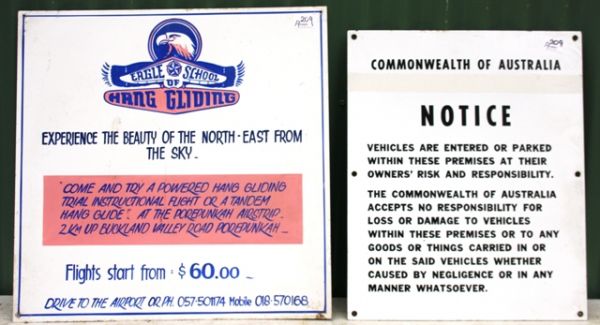 209
EAGLE SCHOOL
OF
HANG GLIDING
EXPERIENCE THE BEAUTY OF THE NORTH-EAST FROM
THE SKY
"COME AND TRY A POWERED HANG GLIDING
TRIAL INSTRUCTIONAL FLIGHT OR A TANDEM
HANG GLIDE". AT THE POREPUNKAH AIRSTRIP.
2 KM UP BUCKLAND VALLEY ROAD POREPUNKAH
Flights start from : $60.00
DRIVE TO THE AIRPORT OR PH. 057-501174 Mobile 018-570168
209
COMMONWEALTH OF AUSTRALIA
NOTICE
VEHICLES ARE ENTERED OR PARKED
WITHIN THESE PREMISES AT THEIR
OWNERS' RISK AND RESPONSIBILITY.
THE COMMONWEALTH OF AUSTRALIA
ACCEPTS NO RESPONSIBILITY FOR
LOSS OR DAMAGE TO VEHICLES
WITHIN THESE PREMISES OR TO ANY
GOODS OR THINGS CARRIED IN OR
ON THE SAID VEHICLES WHETHER
CAUSED BY NEGLIGENCE OR IN ANY
MANNER WHATSOEVER.